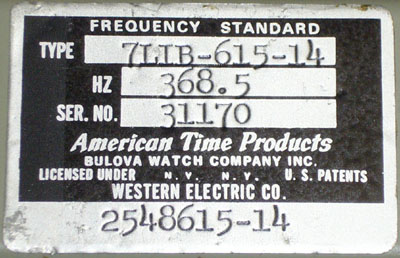 FREQUENCY STANDARD
TYPE 7LIB-615-14
HZ 368.5
SER. NO. 31170
American Time Products
BULOVA WATCH COMPANY INC.
LICENSED UNDER N. Y. N. Y. U. S. PATENTS
WESTERN ELECTRIC CO.
2548615-14